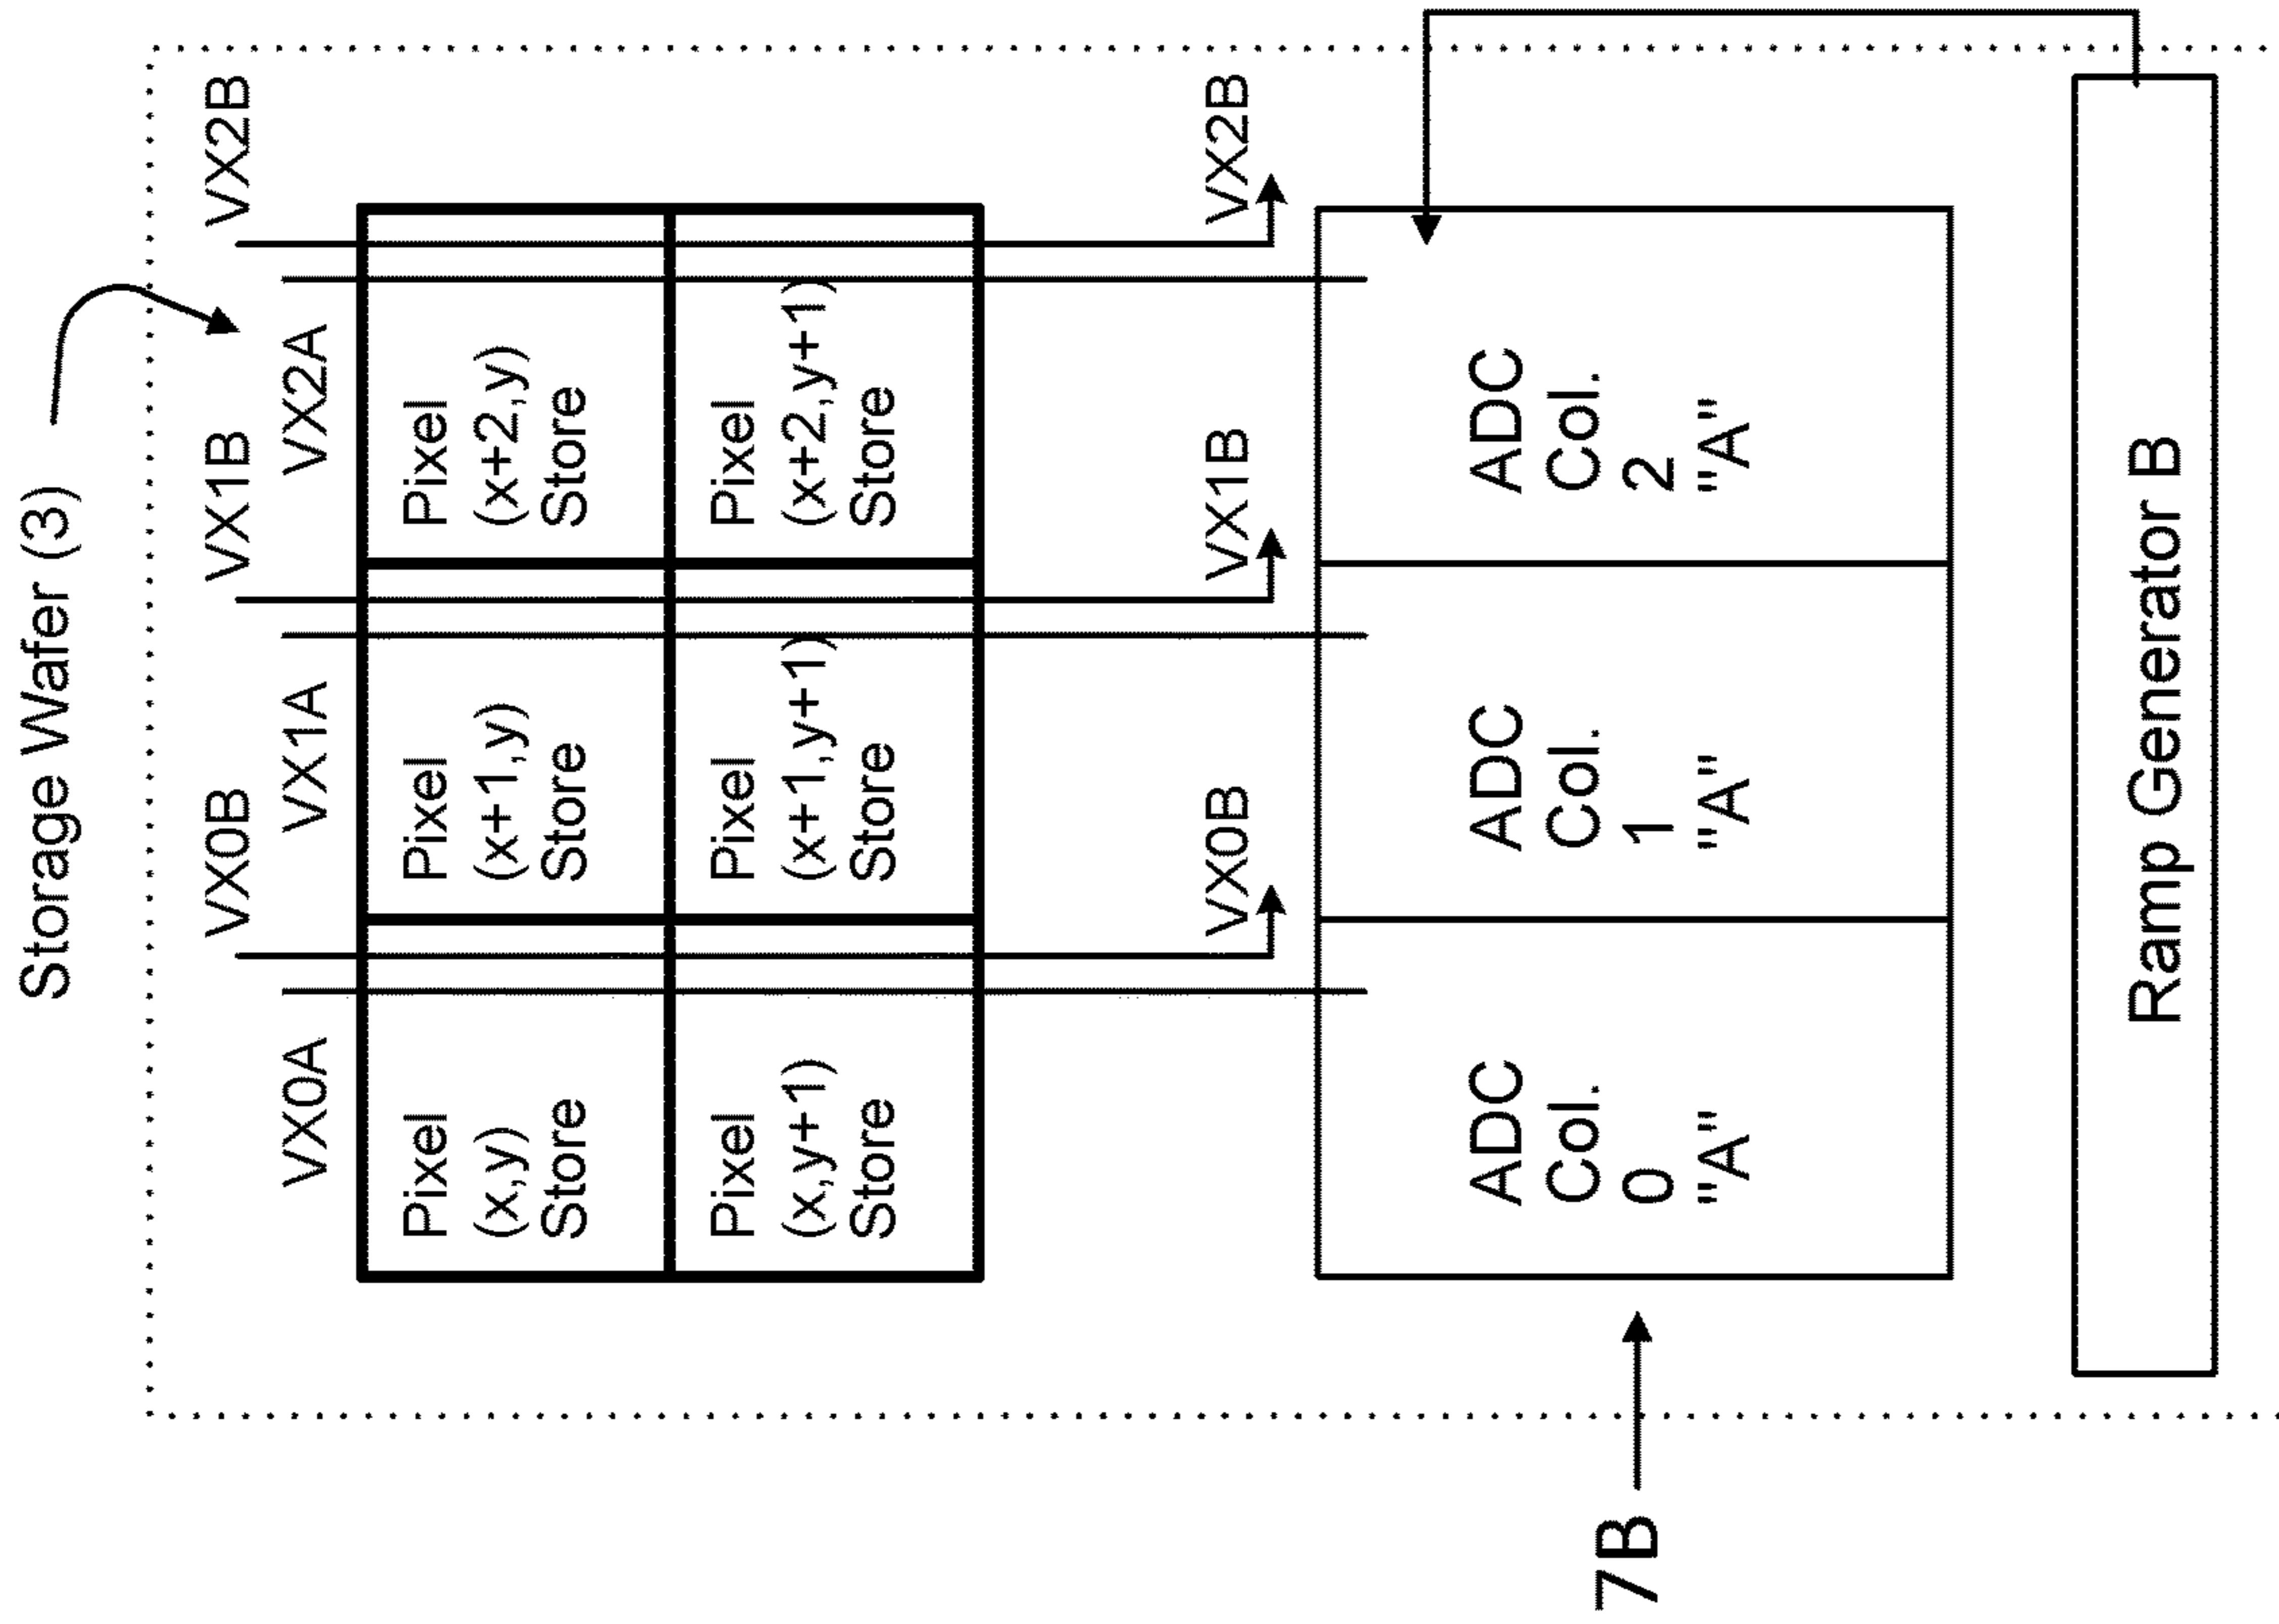 Storage Wafer (3)
VX0B
VX1B
VX2B
VX0A
VX1A
VX2A
Pixel
(x,y)
Store
Pixel
(x+1,y)
Store
Pixel
(x+2,y)
Store
Pixel
(x,y+1)
Store
Pixel
(x+1,y+1)
Store
Pixel
(x+2,y+1)
Store
VX0B
VX1B
VX2B
7B
ADC
Col.
0
"A"
ADC
Col.
1
"A"
ADC
Col.
2
"A"
Ramp Generator B